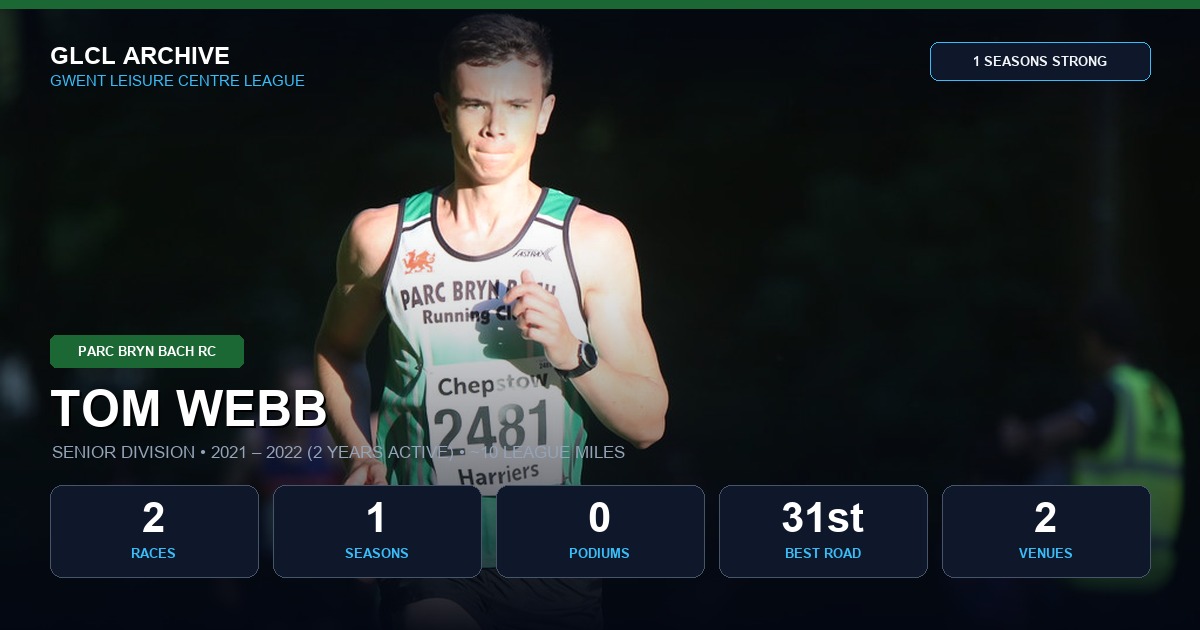 GLCL ARCHIVE
GWENT LEISURE CENTRE LEAGUE
1 SEASONS STRONG
FASTRAX
PARC BRYN
Running
Chepstow
2481
Harriers
PARC BRYN BACH RC
TOM WEBB
SENIOR DIVISION • 2021 – 2022 (2 YEARS ACTIVE) • ~10 LEAGUE MILES
2
RACES
1
SEASONS
0
PODIUMS
31st
BEST ROAD
2
VENUES